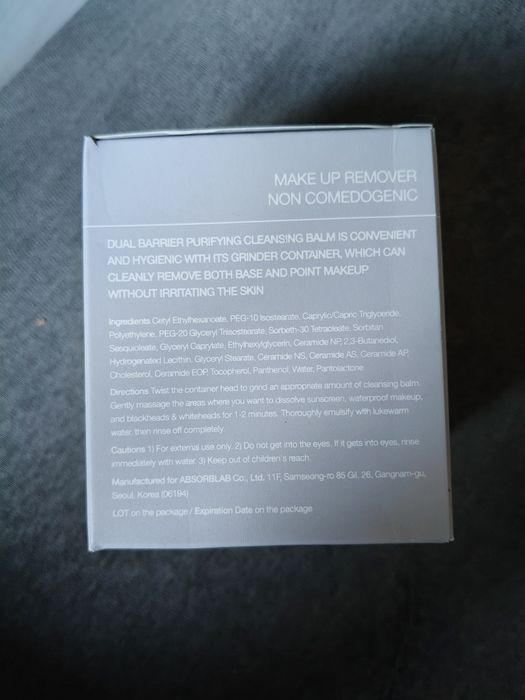 MAKE UP REMOVER
NON COMEDOGENIC
DUAL BARRIER PURIFYING CLEANSING BALM IS CONVENIENT
AND HYGIENIC WITH ITS GRINDER CONTAINER, WHICH CAN
CLEANLY REMOVE BOTH BASE AND POINT MAKEUP
WITHOUT IRRITATING THE SKIN
Ingredients Cetyl Ethylhexanoate, PEG-10 Isostearate, Caprylic/Capric Triglyceride,
Polyethylene, PEG-20 Glyceryl Triisostearate, Sorbeth-30 Tetraoleate, Sorbitan
Sesquioleate, Glyceryl Caprylate, Ethylhexylglycerin, Ceramide NP, 2,3-Butanediol,
Hydrogenated Lecithin, Glyceryl Stearate, Ceramide NS, Ceramide AS, Ceramide AP,
Cholesterol, Ceramide EOP, Tocopherol, Panthenol, Water, Pantolactone
Directions Twist the container head to grind an appropriate amount of cleansing balm.
Gently massage the areas where you want to dissolve sunscreen, waterproof makeup,
and blackheads & whiteheads for 1-2 minutes. Thoroughly emulsify with lukewarm
water, then rinse off completely.
Cautions 1) For external use only. 2) Do not get into the eyes. If it gets into eyes, rinse
immediately with water. 3) Keep out of children's reach.
Manufactured for ABSORBLAB Co., Ltd. 11F, Samseong-ro 85 Gil. 26, Gangnam-gu,
Seoul, Korea (06194)
LOT on the package / Expiration Date on the package